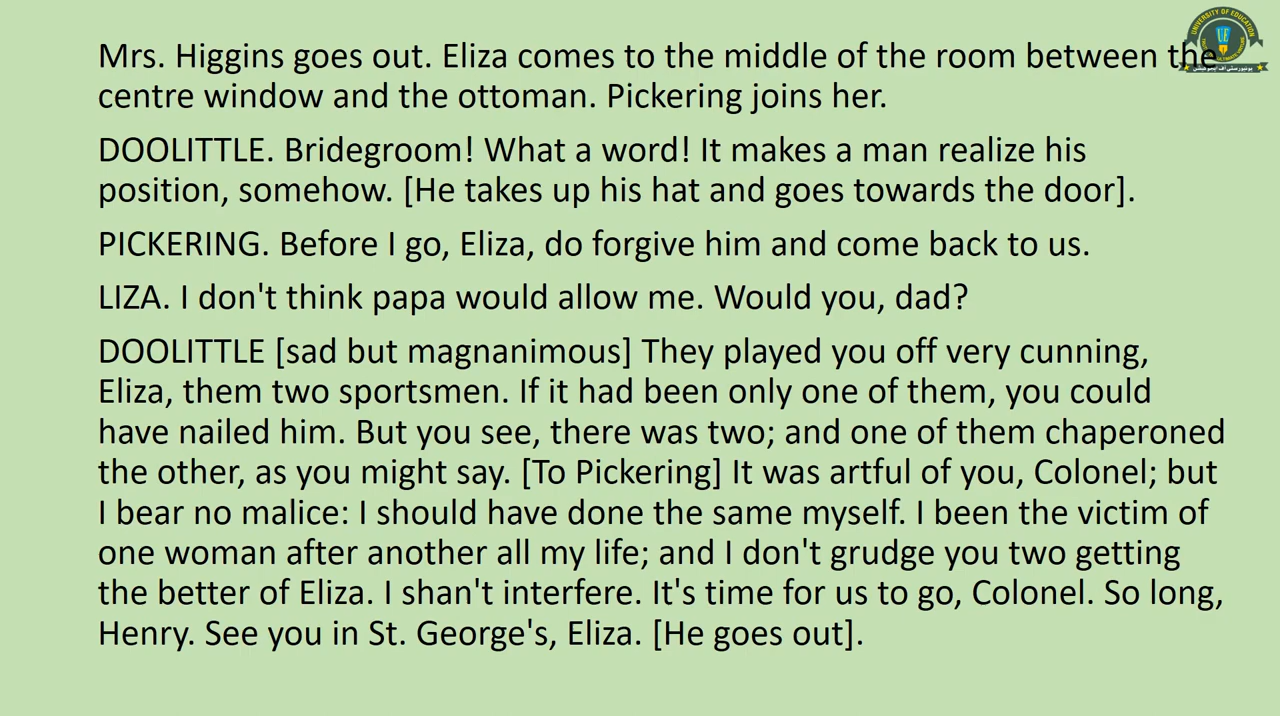 UNIVERSITY OF EDUCATION
UE
Mrs. Higgins goes out. Eliza comes to the middle of the room between the
centre window and the ottoman. Pickering joins her.
DOOLITTLE. Bridegroom! What a word! It makes a man realize his
position, somehow. [He takes up his hat and goes towards the door].
PICKERING. Before I go, Eliza, do forgive him and come back to us.
LIZA. I don't think papa would allow me. Would you, dad?
DOOLITTLE [sad but magnanimous] They played you off very cunning,
Eliza, them two sportsmen. If it had been only one of them, you could
have nailed him. But you see, there was two; and one of them chaperoned
the other, as you might say. [To Pickering] It was artful of you, Colonel; but
I bear no malice: I should have done the same myself. I been the victim of
one woman after another all my life; and I don't grudge you two getting
the better of Eliza. I shan't interfere. It's time for us to go, Colonel. So long,
Henry. See you in St. George's, Eliza. [He goes out].